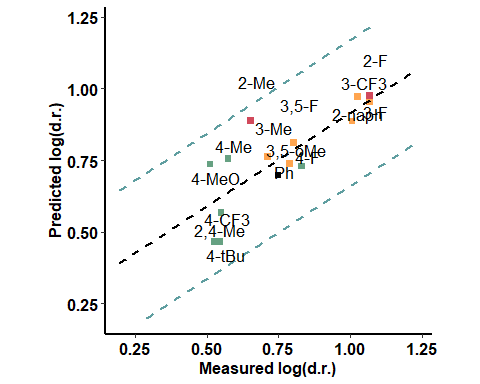 1.25
1.00
0.75
0.50
0.25
Predicted log(d.r.)
2-F
2-Me
3-CF3
3,5-F
2-naph
3-F
3-Me
4-Me
3,5-Me
4-F
Ph
4-MeO
4-CF3
2,4-Me
4-tBu
0.25 0.50 0.75 1.00 1.25
Measured log(d.r.)